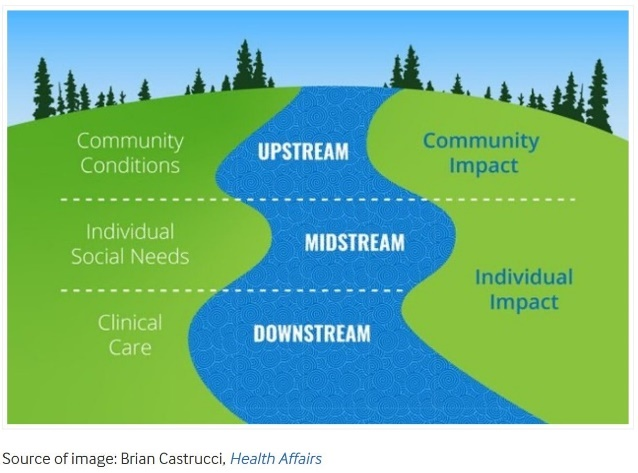 Community
Conditions
UPSTREAM
Community
Impact
Individual
Social Needs
MIDSTREAM
Individual
Impact
Clinical
Care
DOWNSTREAM
Source of image: Brian Castrucci, Health Affairs